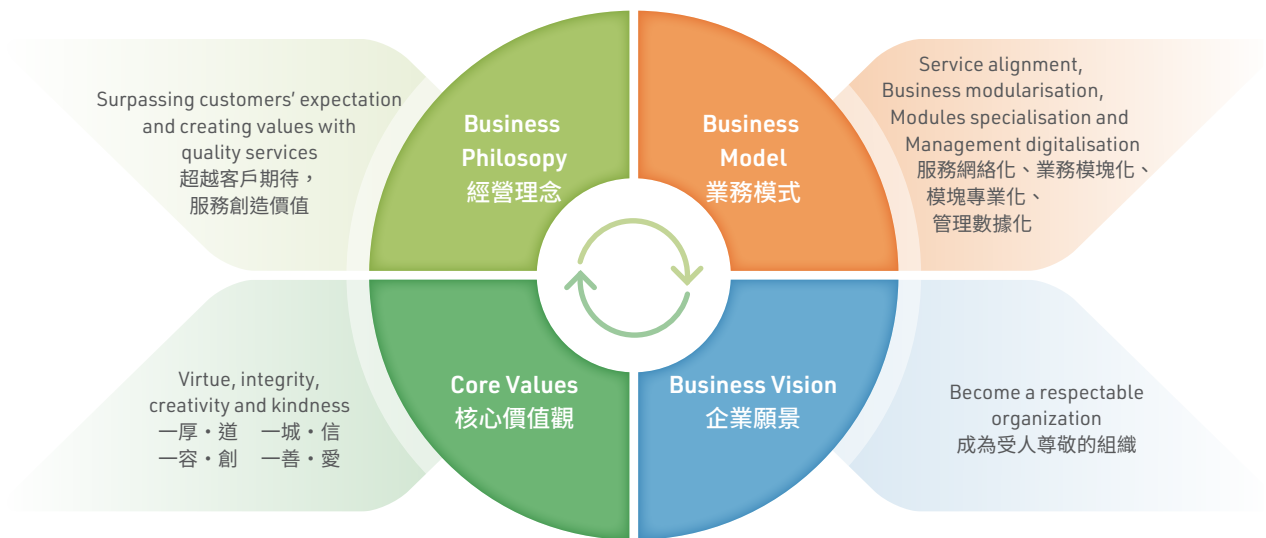 Surpassing customers' expectation
and creating values with
quality services
超越客戶期待，
服務創造價值
Business
Philosopy
經營理念
Business
Model
業務模式
Service alignment,
Business modularisation,
Modules specialisation and
Management digitalisation
服務網絡化、業務模塊化、
模塊專業化、
管理數據化
Virtue, integrity,
creativity and kindness
一厚・道 一城・信
一容・創 一善・愛
Core Values
核心價值觀
Business Vision
企業願景
Become a respectable
organization
成為受人尊敬的組織